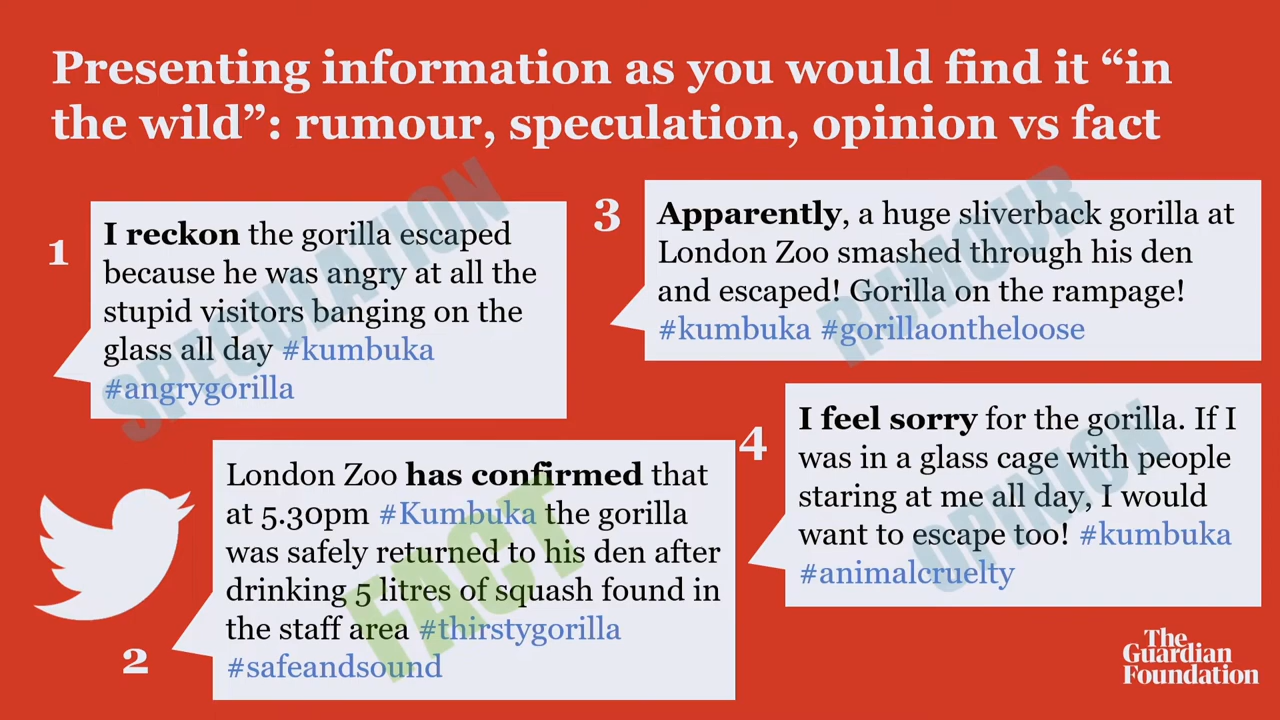 Presenting information as you would find it “in
the wild”: rumour, speculation, opinion vs fact
1
I reckon the gorilla escaped
because he was angry at all the
stupid visitors banging on the
glass all day #kumbuka
#angrygorilla
SPECULATION
2
London Zoo has confirmed that
at 5.30pm #Kumbuka the gorilla
was safely returned to his den after
drinking 5 litres of squash found in
the staff area #thirstygorilla
#safeandsound
FACT
3
Apparently, a huge sliverback gorilla at
London Zoo smashed through his den
and escaped! Gorilla on the rampage!
#kumbuka #gorillaontheloose
RUMOUR
4
I feel sorry for the gorilla. If I
was in a glass cage with people
staring at me all day, I would
want to escape too! #kumbuka
#animalcruelty
OPINION
The
Guardian
Foundation